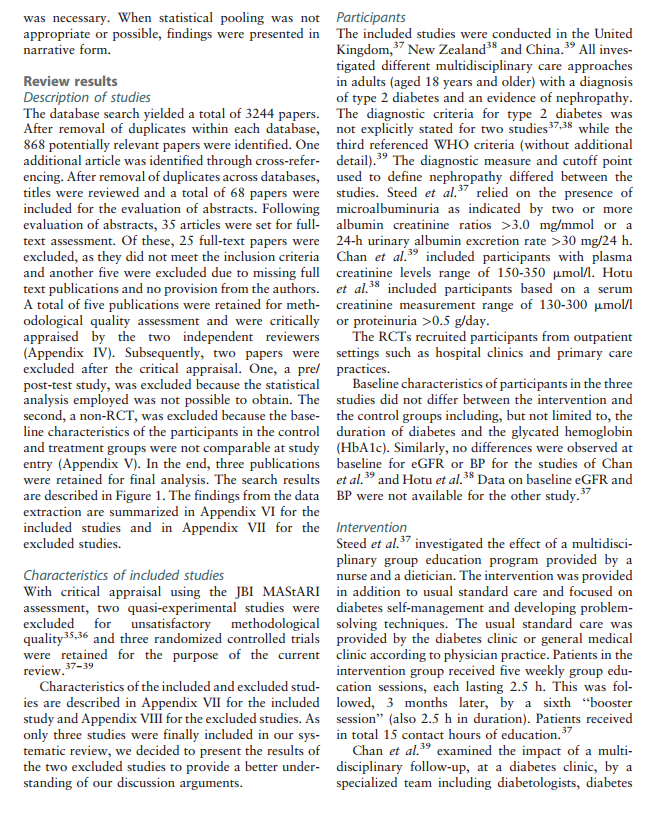 was necessary. When statistical pooling was not
appropriate or possible, findings were presented in
narrative form.
Review results
Description of studies
The database search yielded a total of 3244 papers.
After removal of duplicates within each database,
868 potentially relevant papers were identified. One
additional article was identified through cross-refer-
encing. After removal of duplicates across databases,
titles were reviewed and a total of 68 papers were
included for the evaluation of abstracts. Following
evaluation of abstracts, 35 articles were set for full-
text assessment. Of these, 25 full-text papers were
excluded, as they did not meet the inclusion criteria
and another five were excluded due to missing full
text publications and no provision from the authors.
A total of five publications were retained for meth-
odological quality assessment and were critically
appraised by the two independent reviewers
(Appendix IV). Subsequently, two papers were
excluded after the critical appraisal. One, a pre/
post-test study, was excluded because the statistical
analysis employed was not possible to obtain. The
second, a non-RCT, was excluded because the base-
line characteristics of the participants in the control
and treatment groups were not comparable at study
entry (Appendix V). In the end, three publications
were retained for final analysis. The search results
are described in Figure 1. The findings from the data
extraction are summarized in Appendix VI for the
included studies and in Appendix VII for the
excluded studies.
Characteristics of included studies
With critical appraisal using the JBI MAStARI
assessment, two quasi-experimental studies were
excluded for unsatisfactory methodological
quality35,36 and three randomized controlled trials
were retained for the purpose of the current
review.37–39
Characteristics of the included and excluded stud-
ies are described in Appendix VII for the included
study and Appendix VIII for the excluded studies. As
only three studies were finally included in our sys-
tematic review, we decided to present the results of
the two excluded studies to provide a better under-
standing of our discussion arguments.
Participants
The included studies were conducted in the United
Kingdom,37 New Zealand38 and China.39 All inves-
tigated different multidisciplinary care approaches
in adults (aged 18 years and older) with a diagnosis
of type 2 diabetes and an evidence of nephropathy.
The diagnostic criteria for type 2 diabetes was
not explicitly stated for two studies37,38 while the
third referenced WHO criteria (without additional
detail).39 The diagnostic measure and cutoff point
used to define nephropathy differed between the
studies. Steed et al.37 relied on the presence of
microalbuminuria as indicated by two or more
albumin creatinine ratios >3.0 mg/mmol or a
24-h urinary albumin excretion rate >30 mg/24 h.
Chan et al.39 included participants with plasma
creatinine levels range of 150-350 μmol/l. Hotu
et al.38 included participants based on a serum
creatinine measurement range of 130-300 μmol/l
or proteinuria >0.5 g/day.
The RCTs recruited participants from outpatient
settings such as hospital clinics and primary care
practices.
Baseline characteristics of participants in the three
studies did not differ between the intervention and
the control groups including, but not limited to, the
duration of diabetes and the glycated hemoglobin
(HbA1c). Similarly, no differences were observed at
baseline for eGFR or BP for the studies of Chan
et al.39 and Hotu et al.38 Data on baseline eGFR and
BP were not available for the other study.37
Intervention
Steed et al.37 investigated the effect of a multidisci-
plinary group education program provided by a
nurse and a dietician. The intervention was provided
in addition to usual standard care and focused on
diabetes self-management and developing problem-
solving techniques. The usual standard care was
provided by the diabetes clinic or general medical
clinic according to physician practice. Patients in the
intervention group received five weekly group edu-
cation sessions, each lasting 2.5 h. This was fol-
lowed, 3 months later, by a sixth “booster
session” (also 2.5 h in duration). Patients received
in total 15 contact hours of education.37
Chan et al.39 examined the impact of a multi-
disciplinary follow-up, at a diabetes clinic, by a
specialized team including diabetologists, diabetes